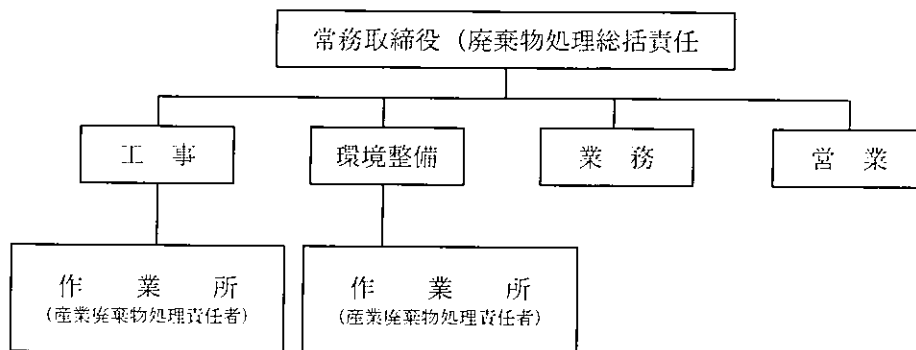 常務取締役（廃棄物処理総括責任
工事
環境整備
業務
営業
作業所
(産業廃棄物処理責任者)
作業所
(産業廃棄物処理責任者)